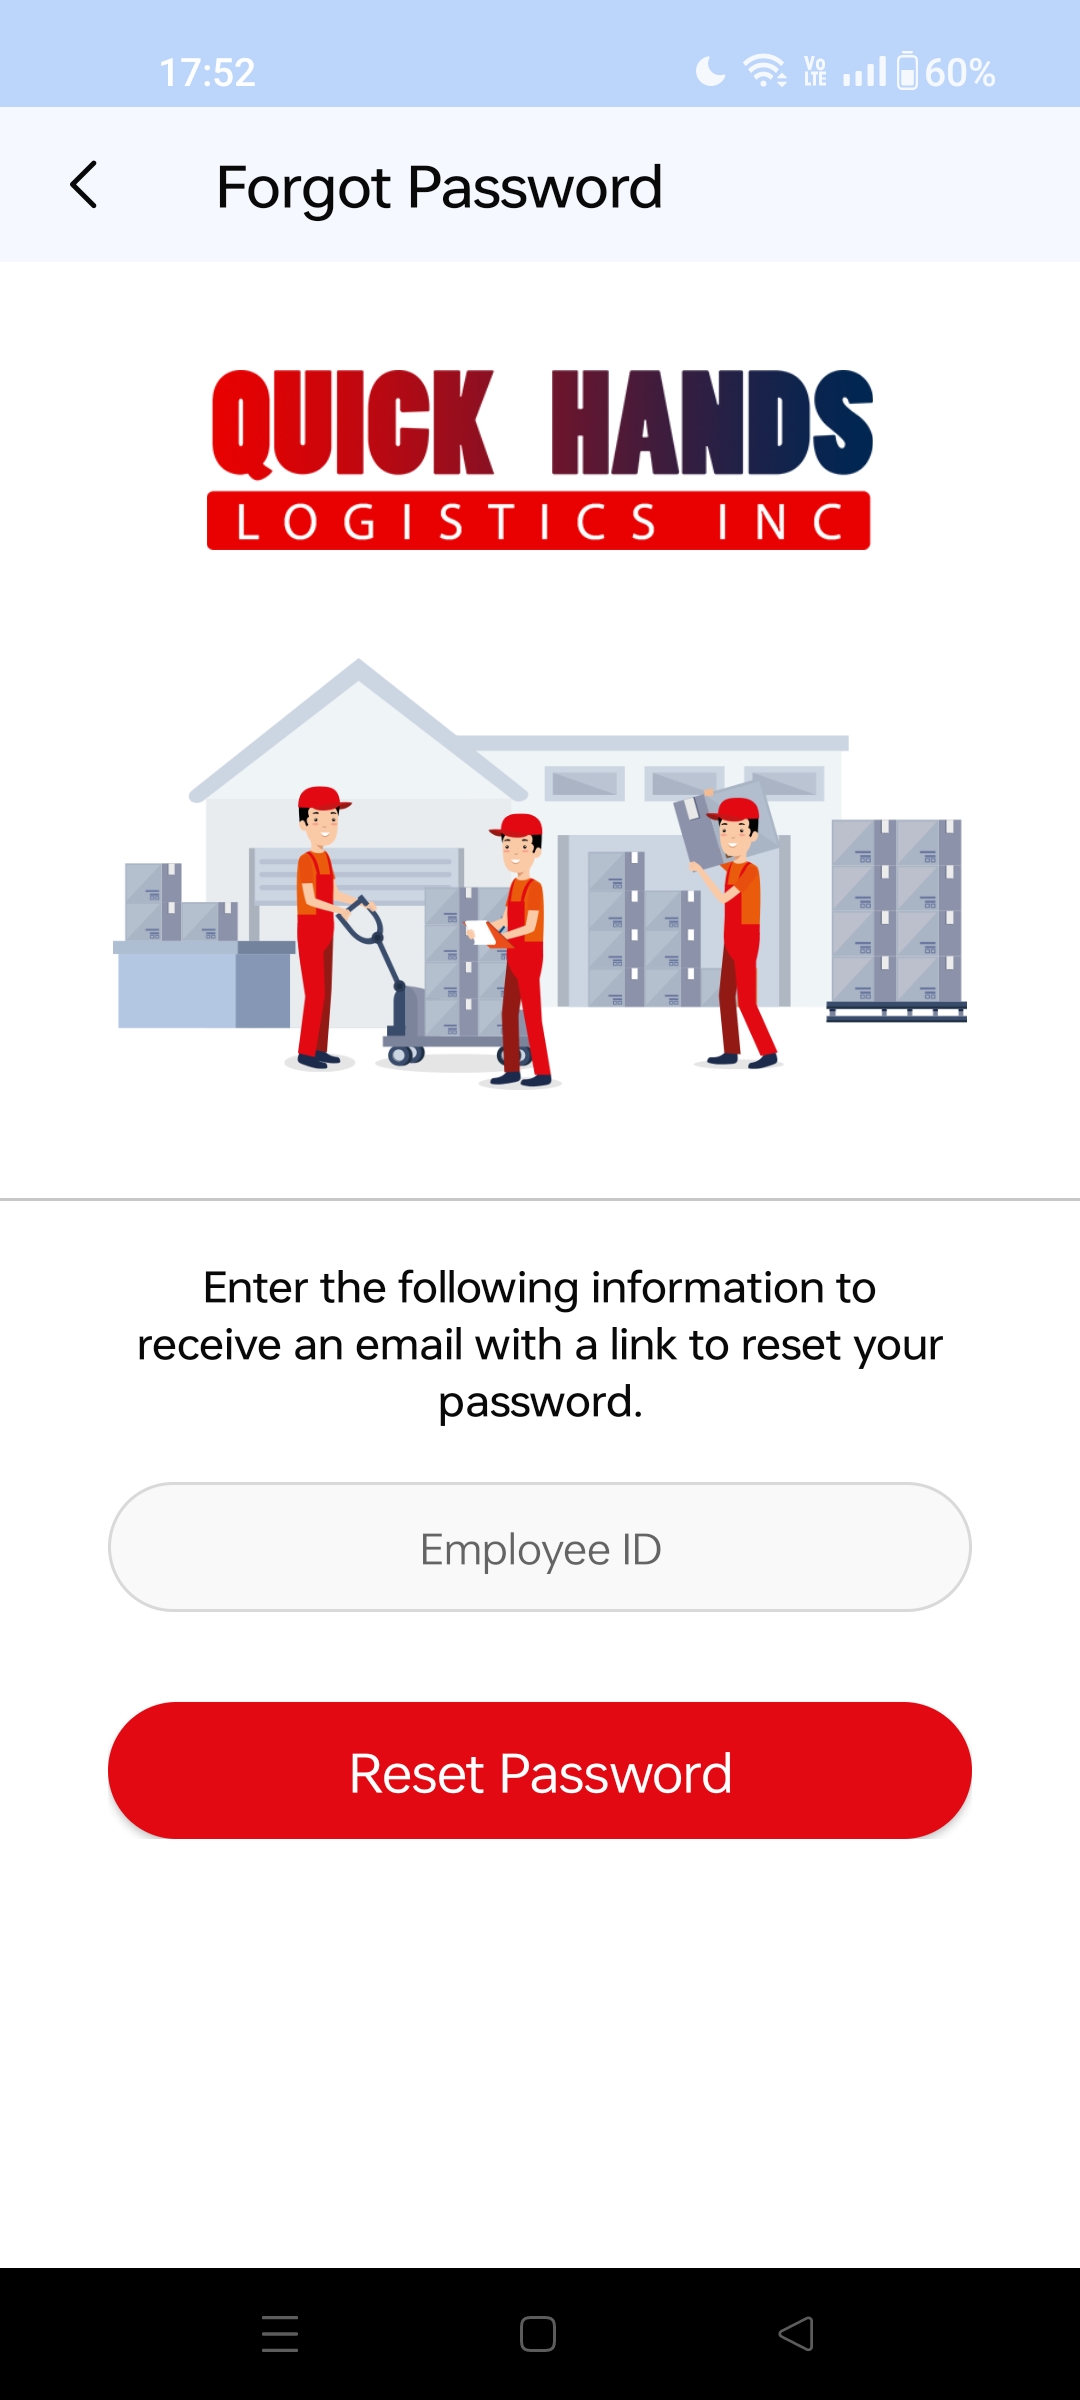 17:52
Vo
LTE
60%
Forgot Password
QUICK HANDS
LOGISTICS INC
Enter the following information to
receive an email with a link to reset your
password.
Employee ID
Reset Password